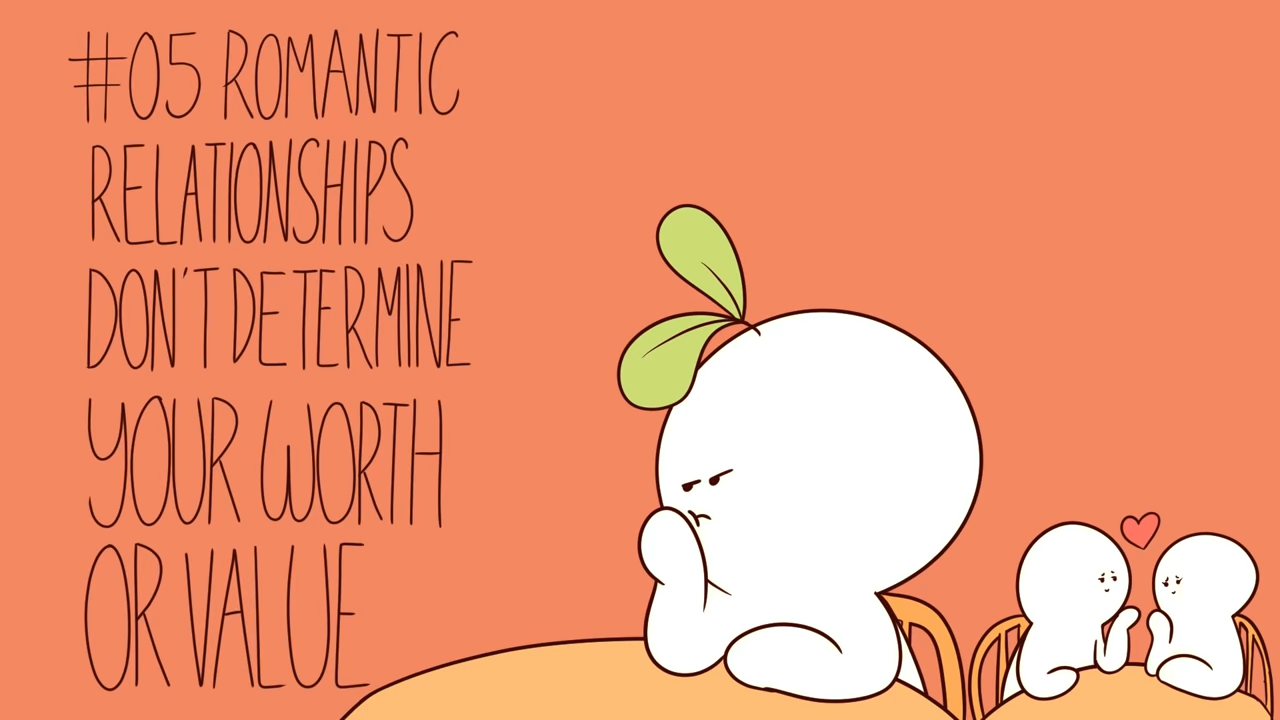 #05 ROMANTIC
RELATIONSHIPS
DON'T DETERMINE
YOUR WORTH
OR VALUE